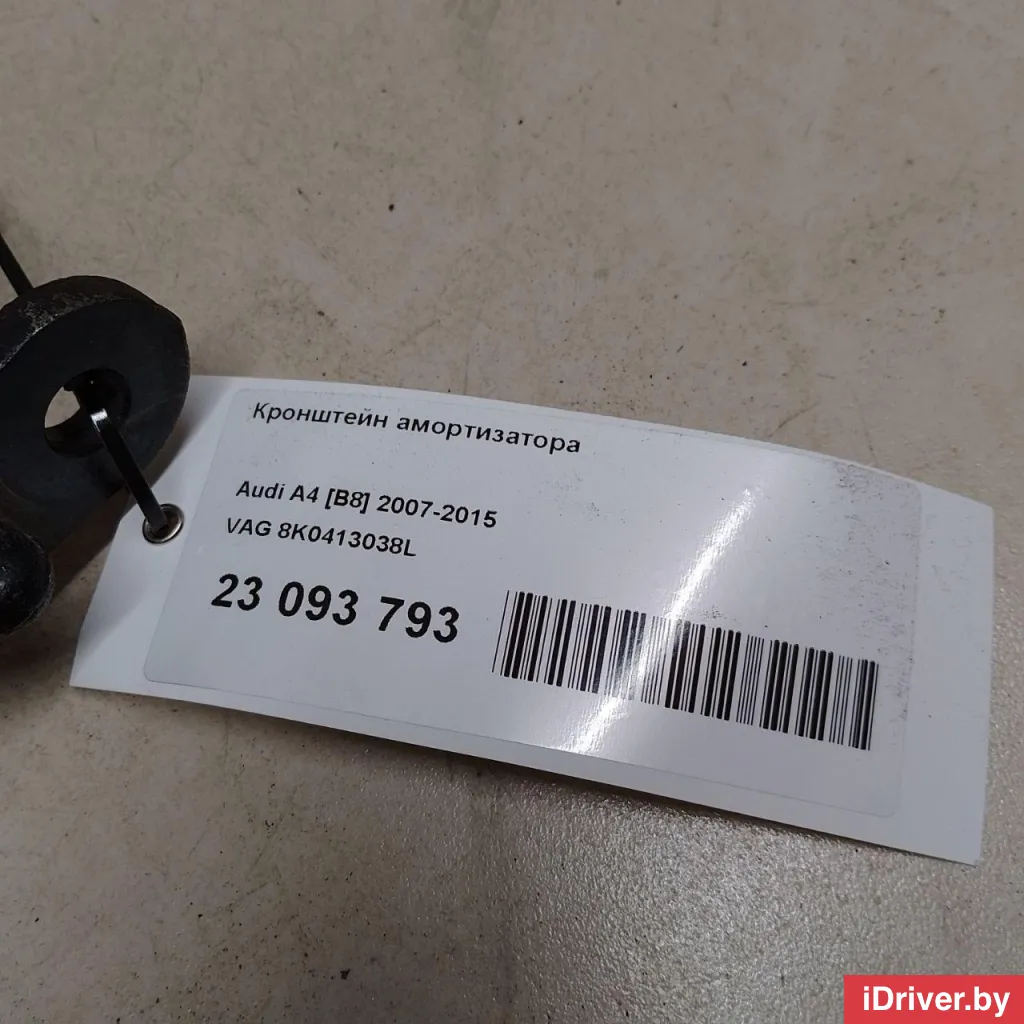 Кронштейн амортизатора
Audi A4 [B8] 2007-2015
VAG 8K0413038L
23 093 793
iDriver.by